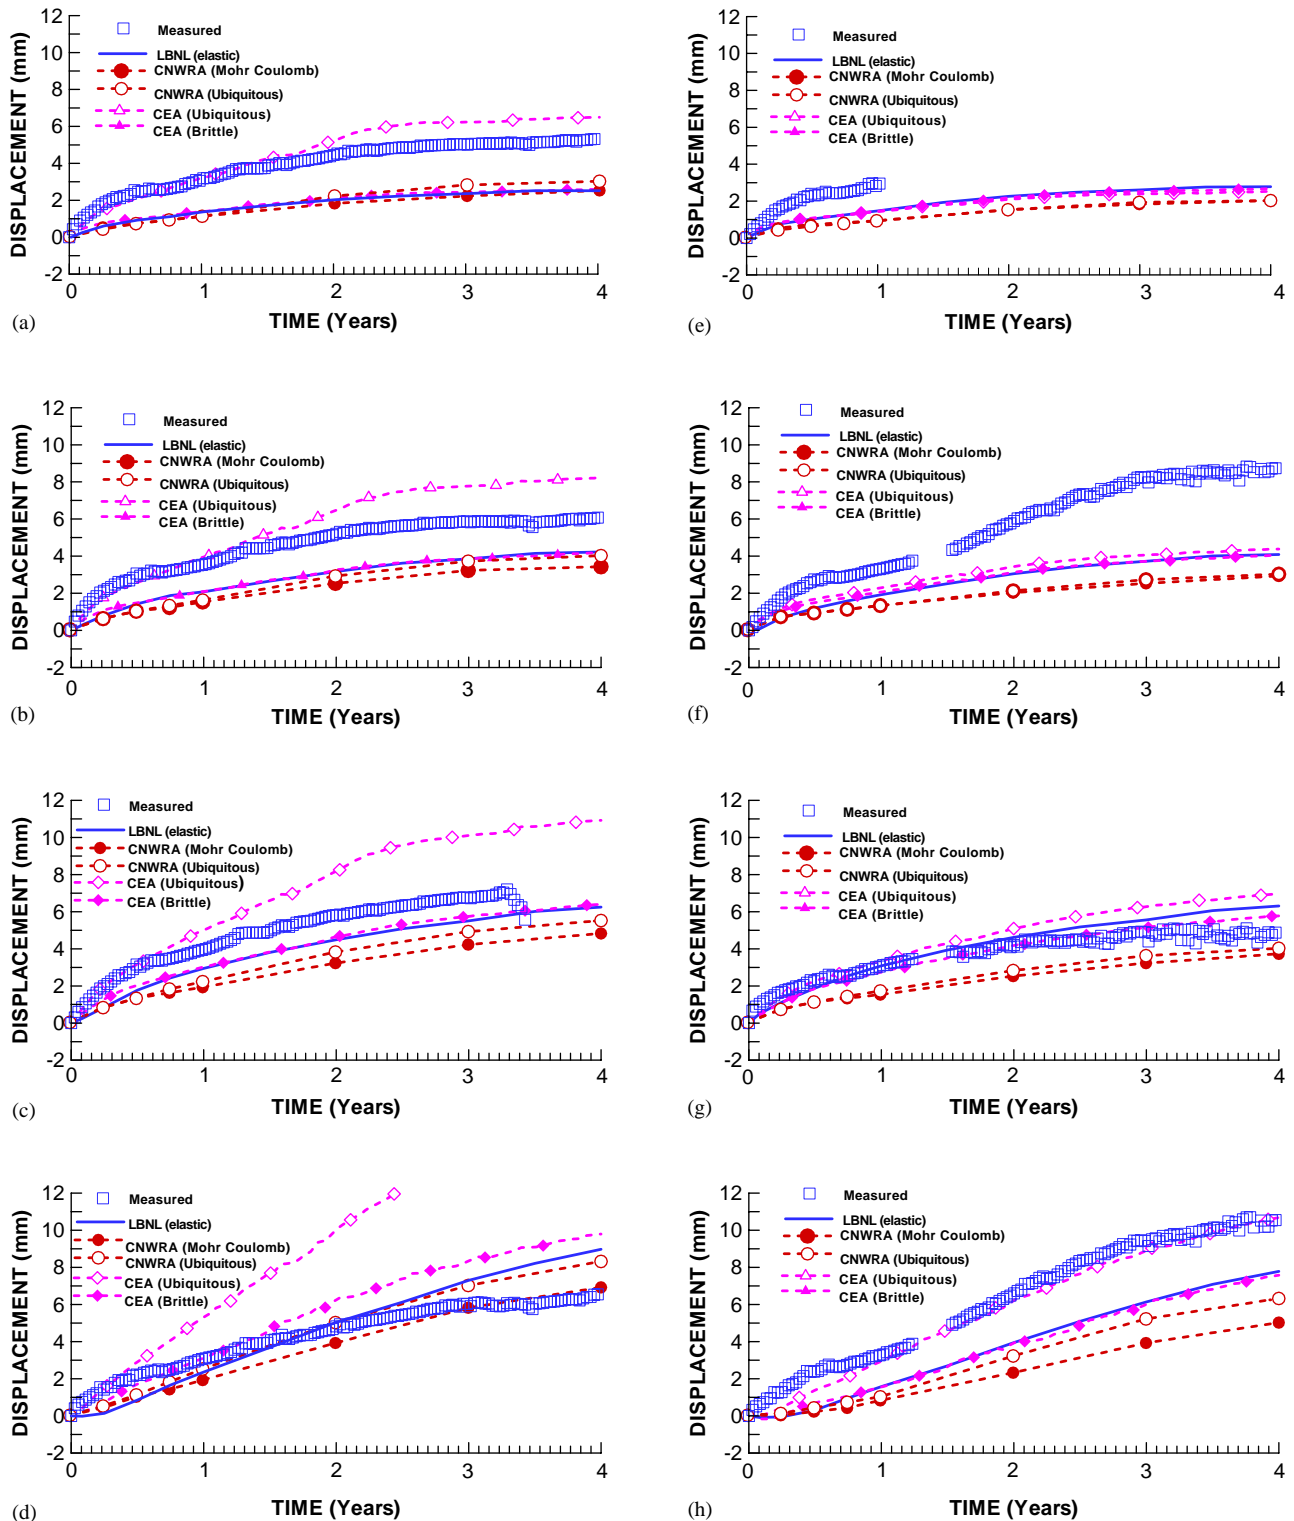 DISPLACEMENT (mm)
12
10
8
6
4
2
0
-2
Measured
LBNL (elastic)
CNWRA (Mohr Coulomb)
CNWRA (Ubiquitous)
CEA (Ubiquitous)
CEA (Brittle)
0 1 2 3 4
TIME (Years)
(a)
DISPLACEMENT (mm)
12
10
8
6
4
2
0
-2
Measured
LBNL (elastic)
CNWRA (Mohr Coulomb)
CNWRA (Ubiquitous)
CEA (Ubiquitous)
CEA (Brittle)
0 1 2 3 4
TIME (Years)
(b)
DISPLACEMENT (mm)
12
10
8
6
4
2
0
-2
Measured
LBNL (elastic)
CNWRA (Mohr Coulomb)
CNWRA (Ubiquitous)
CEA (Ubiquitous)
CEA (Brittle)
0 1 2 3 4
TIME (Years)
(c)
DISPLACEMENT (mm)
12
10
8
6
4
2
0
-2
Measured
LBNL (elastic)
CNWRA (Mohr Coulomb)
CNWRA (Ubiquitous)
CEA (Ubiquitous)
CEA (Brittle)
0 1 2 3 4
TIME (Years)
(d)
DISPLACEMENT (mm)
12
10
8
6
4
2
0
-2
Measured
LBNL (elastic)
CNWRA (Mohr Coulomb)
CNWRA (Ubiquitous)
CEA (Ubiquitous)
CEA (Brittle)
0 1 2 3 4
TIME (Years)
(e)
DISPLACEMENT (mm)
12
10
8
6
4
2
0
-2
Measured
LBNL (elastic)
CNWRA (Mohr Coulomb)
CNWRA (Ubiquitous)
CEA (Ubiquitous)
CEA (Brittle)
0 1 2 3 4
TIME (Years)
(f)
DISPLACEMENT (mm)
12
10
8
6
4
2
0
-2
Measured
LBNL (elastic)
CNWRA (Mohr Coulomb)
CNWRA (Ubiquitous)
CEA (Ubiquitous)
CEA (Brittle)
0 1 2 3 4
TIME (Years)
(g)
DISPLACEMENT (mm)
12
10
8
6
4
2
0
-2
Measured
LBNL (elastic)
CNWRA (Mohr Coulomb)
CNWRA (Ubiquitous)
CEA (Ubiquitous)
CEA (Brittle)
0 1 2 3 4
TIME (Years)
(h)